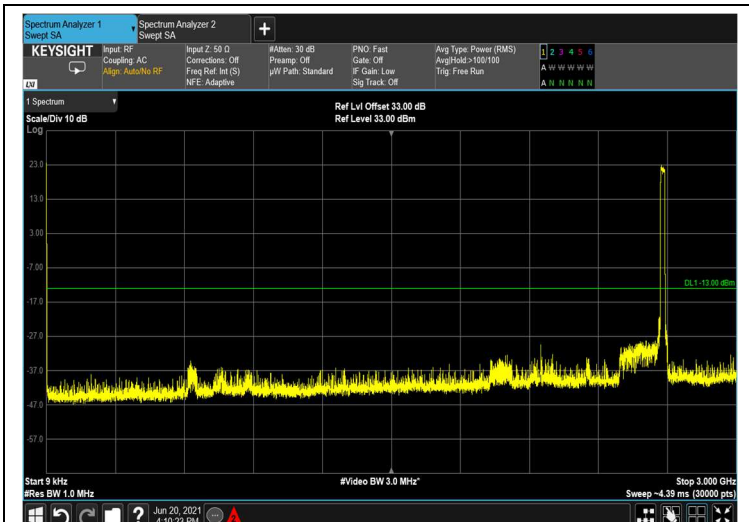 Spectrum Analyzer 1
Swept SA
Spectrum Analyzer 2
Swept SA
+
KEYSIGHT
LXI
Input: RF
Coupling: AC
Align: Auto/No RF
Input Z: 50 Ω
Corrections: Off
Freq Ref: Int (S)
NFE: Adaptive
#Atten: 30 dB
Preamp: Off
µW Path: Standard
PNO: Fast
Gate: Off
IF Gain: Low
Sig Track: Off
Avg Type: Power (RMS)
Avg|Hold:>100/100
Trig: Free Run
1 2 3 4 5 6
A W W W W W
A N N N N N
1 Spectrum
Scale/Div 10 dB
Log
Ref Lvl Offset 33.00 dB
Ref Level 33.00 dBm
23.0
13.0
3.00
-7.00
DL1 -13.00 dBm
-17.0
-27.0
-37.0
-47.0
-57.0
Start 9 kHz
#Res BW 1.0 MHz
#Video BW 3.0 MHz*
Stop 3.000 GHz
Sweep ~4.39 ms (30000 pts)
?
Jun 20, 2021